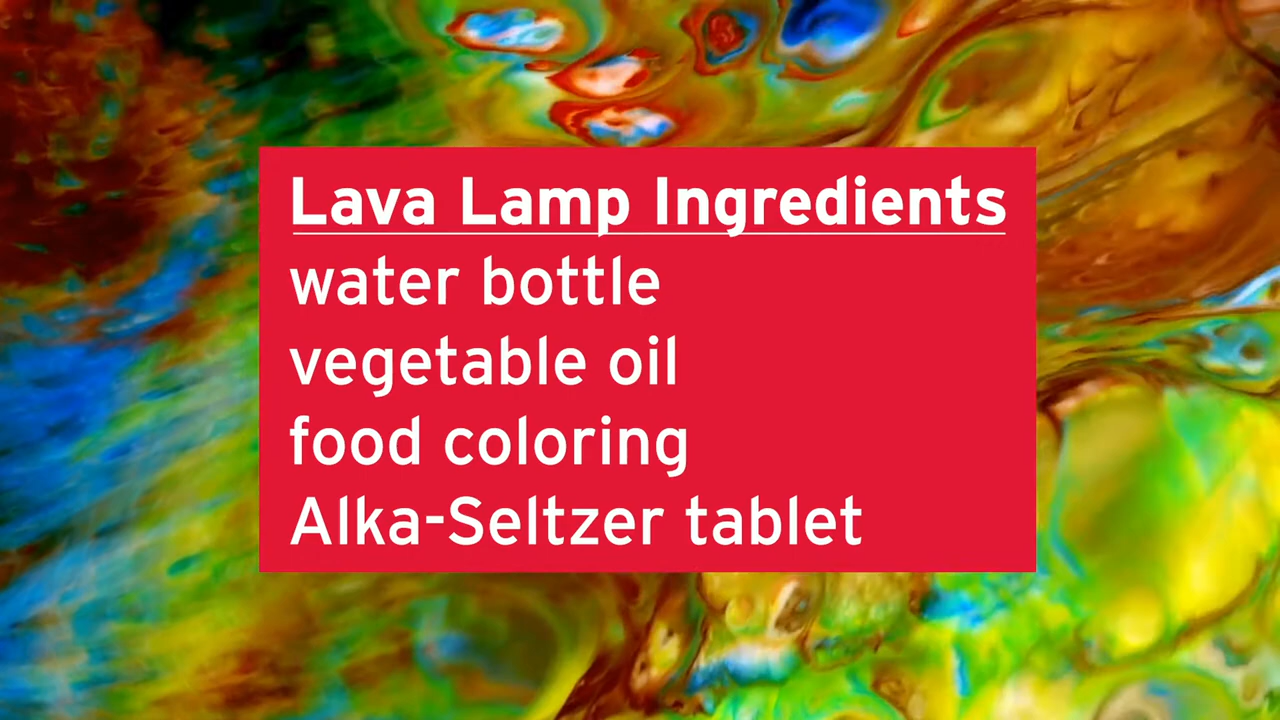 Lava Lamp Ingredients
water bottle
vegetable oil
food coloring
Alka-Seltzer tablet